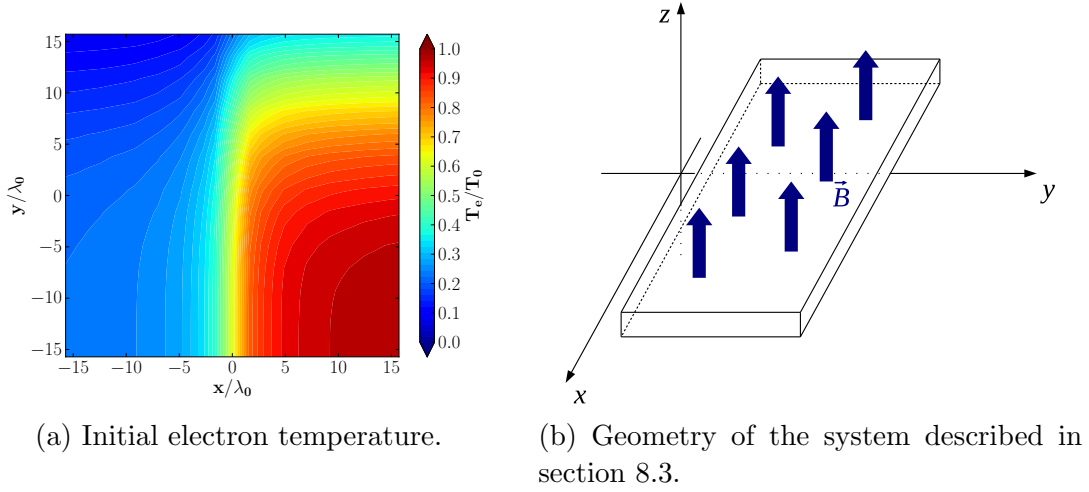 15
10
5
0
−5
−10
−15
y/λ₀
−15 −10 −5 0 5 10 15
x/λ₀
1.0
0.9
0.8
0.7
0.6
0.5
0.4
0.3
0.2
0.1
0.0
Tₑ/T₀
z
y
B⃗
x
(a) Initial electron temperature.
(b) Geometry of the system described in
section 8.3.